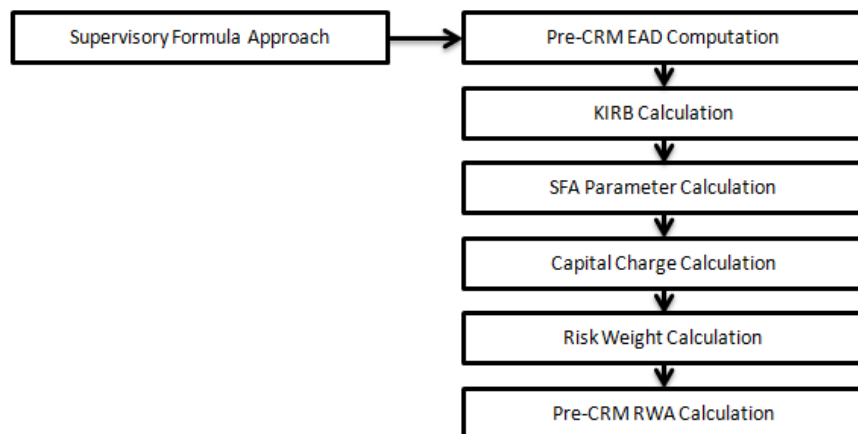 Supervisory Formula Approach
Pre-CRM EAD Computation
KIRB Calculation
SFA Parameter Calculation
Capital Charge Calculation
Risk Weight Calculation
Pre-CRM RWA Calculation